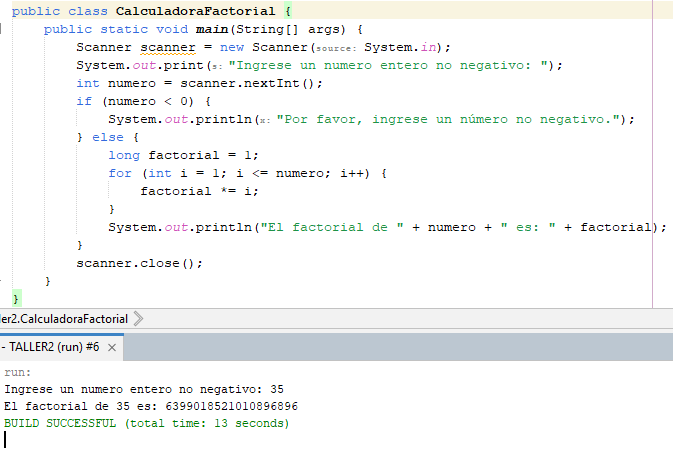 public class CalculadoraFactorial {
public static void main(String[] args) {
Scanner scanner = new Scanner(source: System.in);
System.out.print(s: "Ingrese un numero entero no negativo: ");
int numero = scanner.nextInt();
if (numero < 0) {
System.out.println(x: "Por favor, ingrese un número no negativo.");
} else {
long factorial = 1;
for (int i = 1; i <= numero; i++) {
factorial *= i;
}
System.out.println("El factorial de " + numero + " es: " + factorial);
}
scanner.close();
}
}
ler2.CalculadoraFactorial
- TALLER2 (run) #6 ×
run:
Ingrese un numero entero no negativo: 35
El factorial de 35 es: 6399018521010896896
BUILD SUCCESSFUL (total time: 13 seconds)